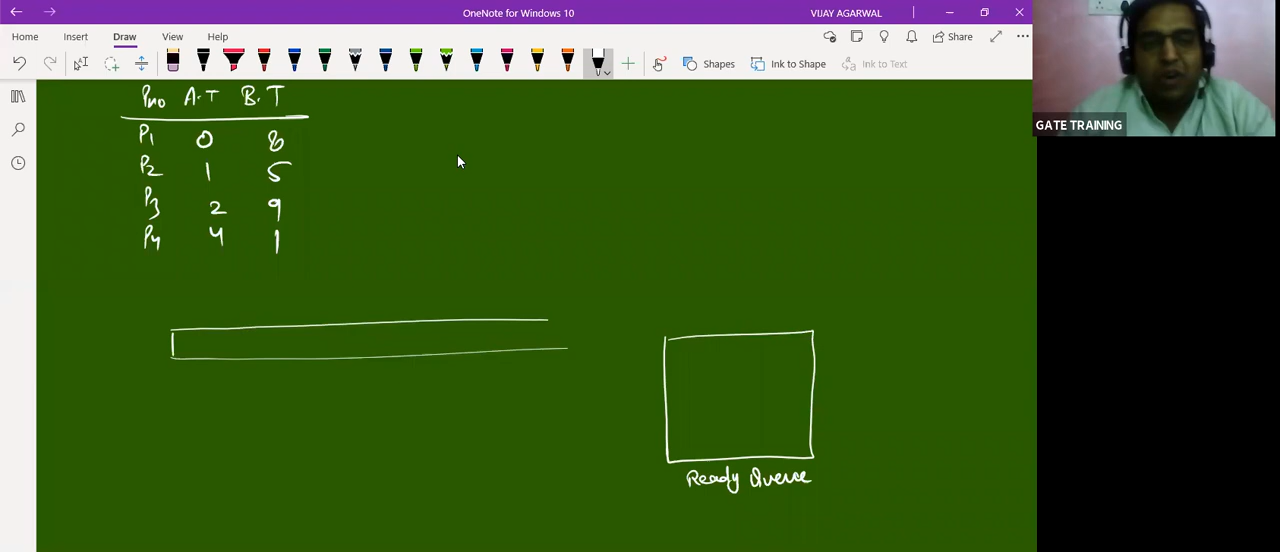 OneNote for Windows 10
VIJAY AGARWAL
Home Insert Draw View Help
Share
Shapes Ink to Shape Ink to Text
GATE TRAINING
Pno A.T B.T
P1 0 8
P2 1 5
P3 2 9
P4 4 1
Ready Queue